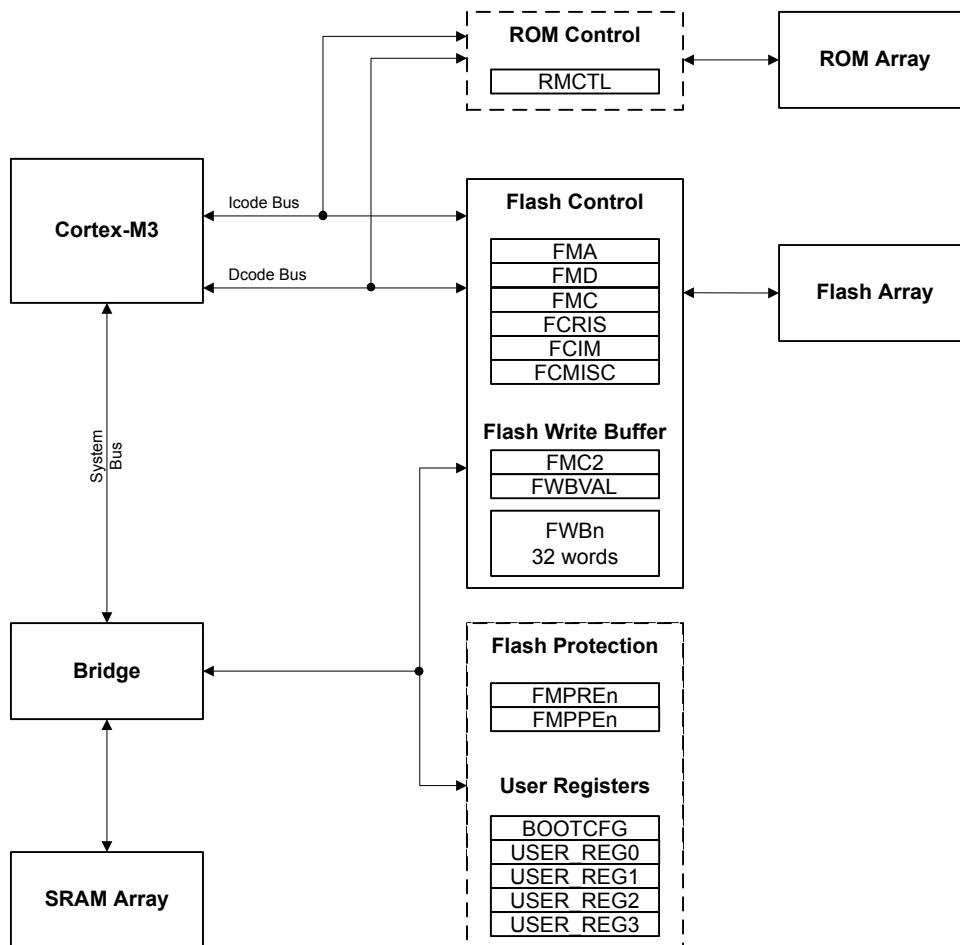 ROM Control
RMCTL
ROM Array
Cortex-M3
Icode Bus
Dcode Bus
Flash Control
FMA
FMD
FMC
FCRIS
FCIM
FCMISC
Flash Array
System
Bus
Flash Write Buffer
FMC2
FWBVAL
FWBn
32 words
Bridge
Flash Protection
FMPREn
FMPPEn
User Registers
BOOTCFG
USER_REG0
USER_REG1
USER_REG2
USER_REG3
SRAM Array